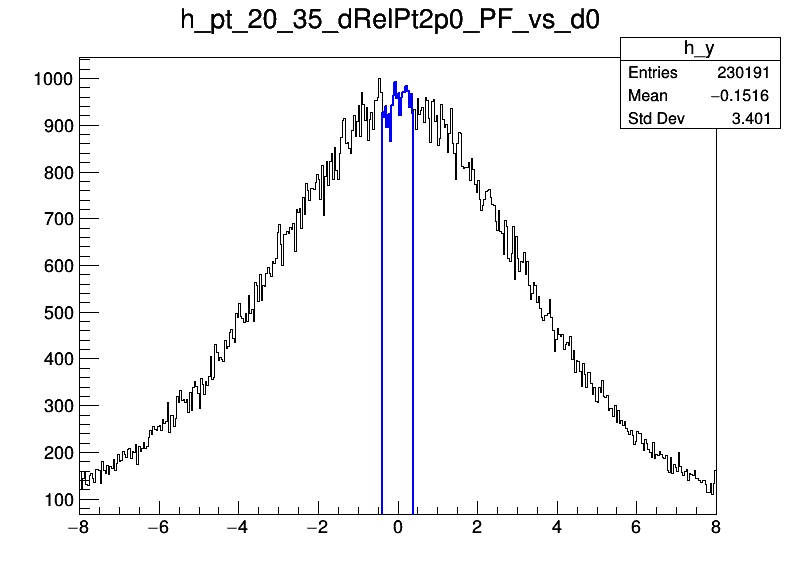 h_pt_20_35_dRelPt2p0_PF_vs_d0
h_y
Entries 230191
Mean −0.1516
Std Dev 3.401
1000
900
800
700
600
500
400
300
200
100
−8 −6 −4 −2 0 2 4 6 8